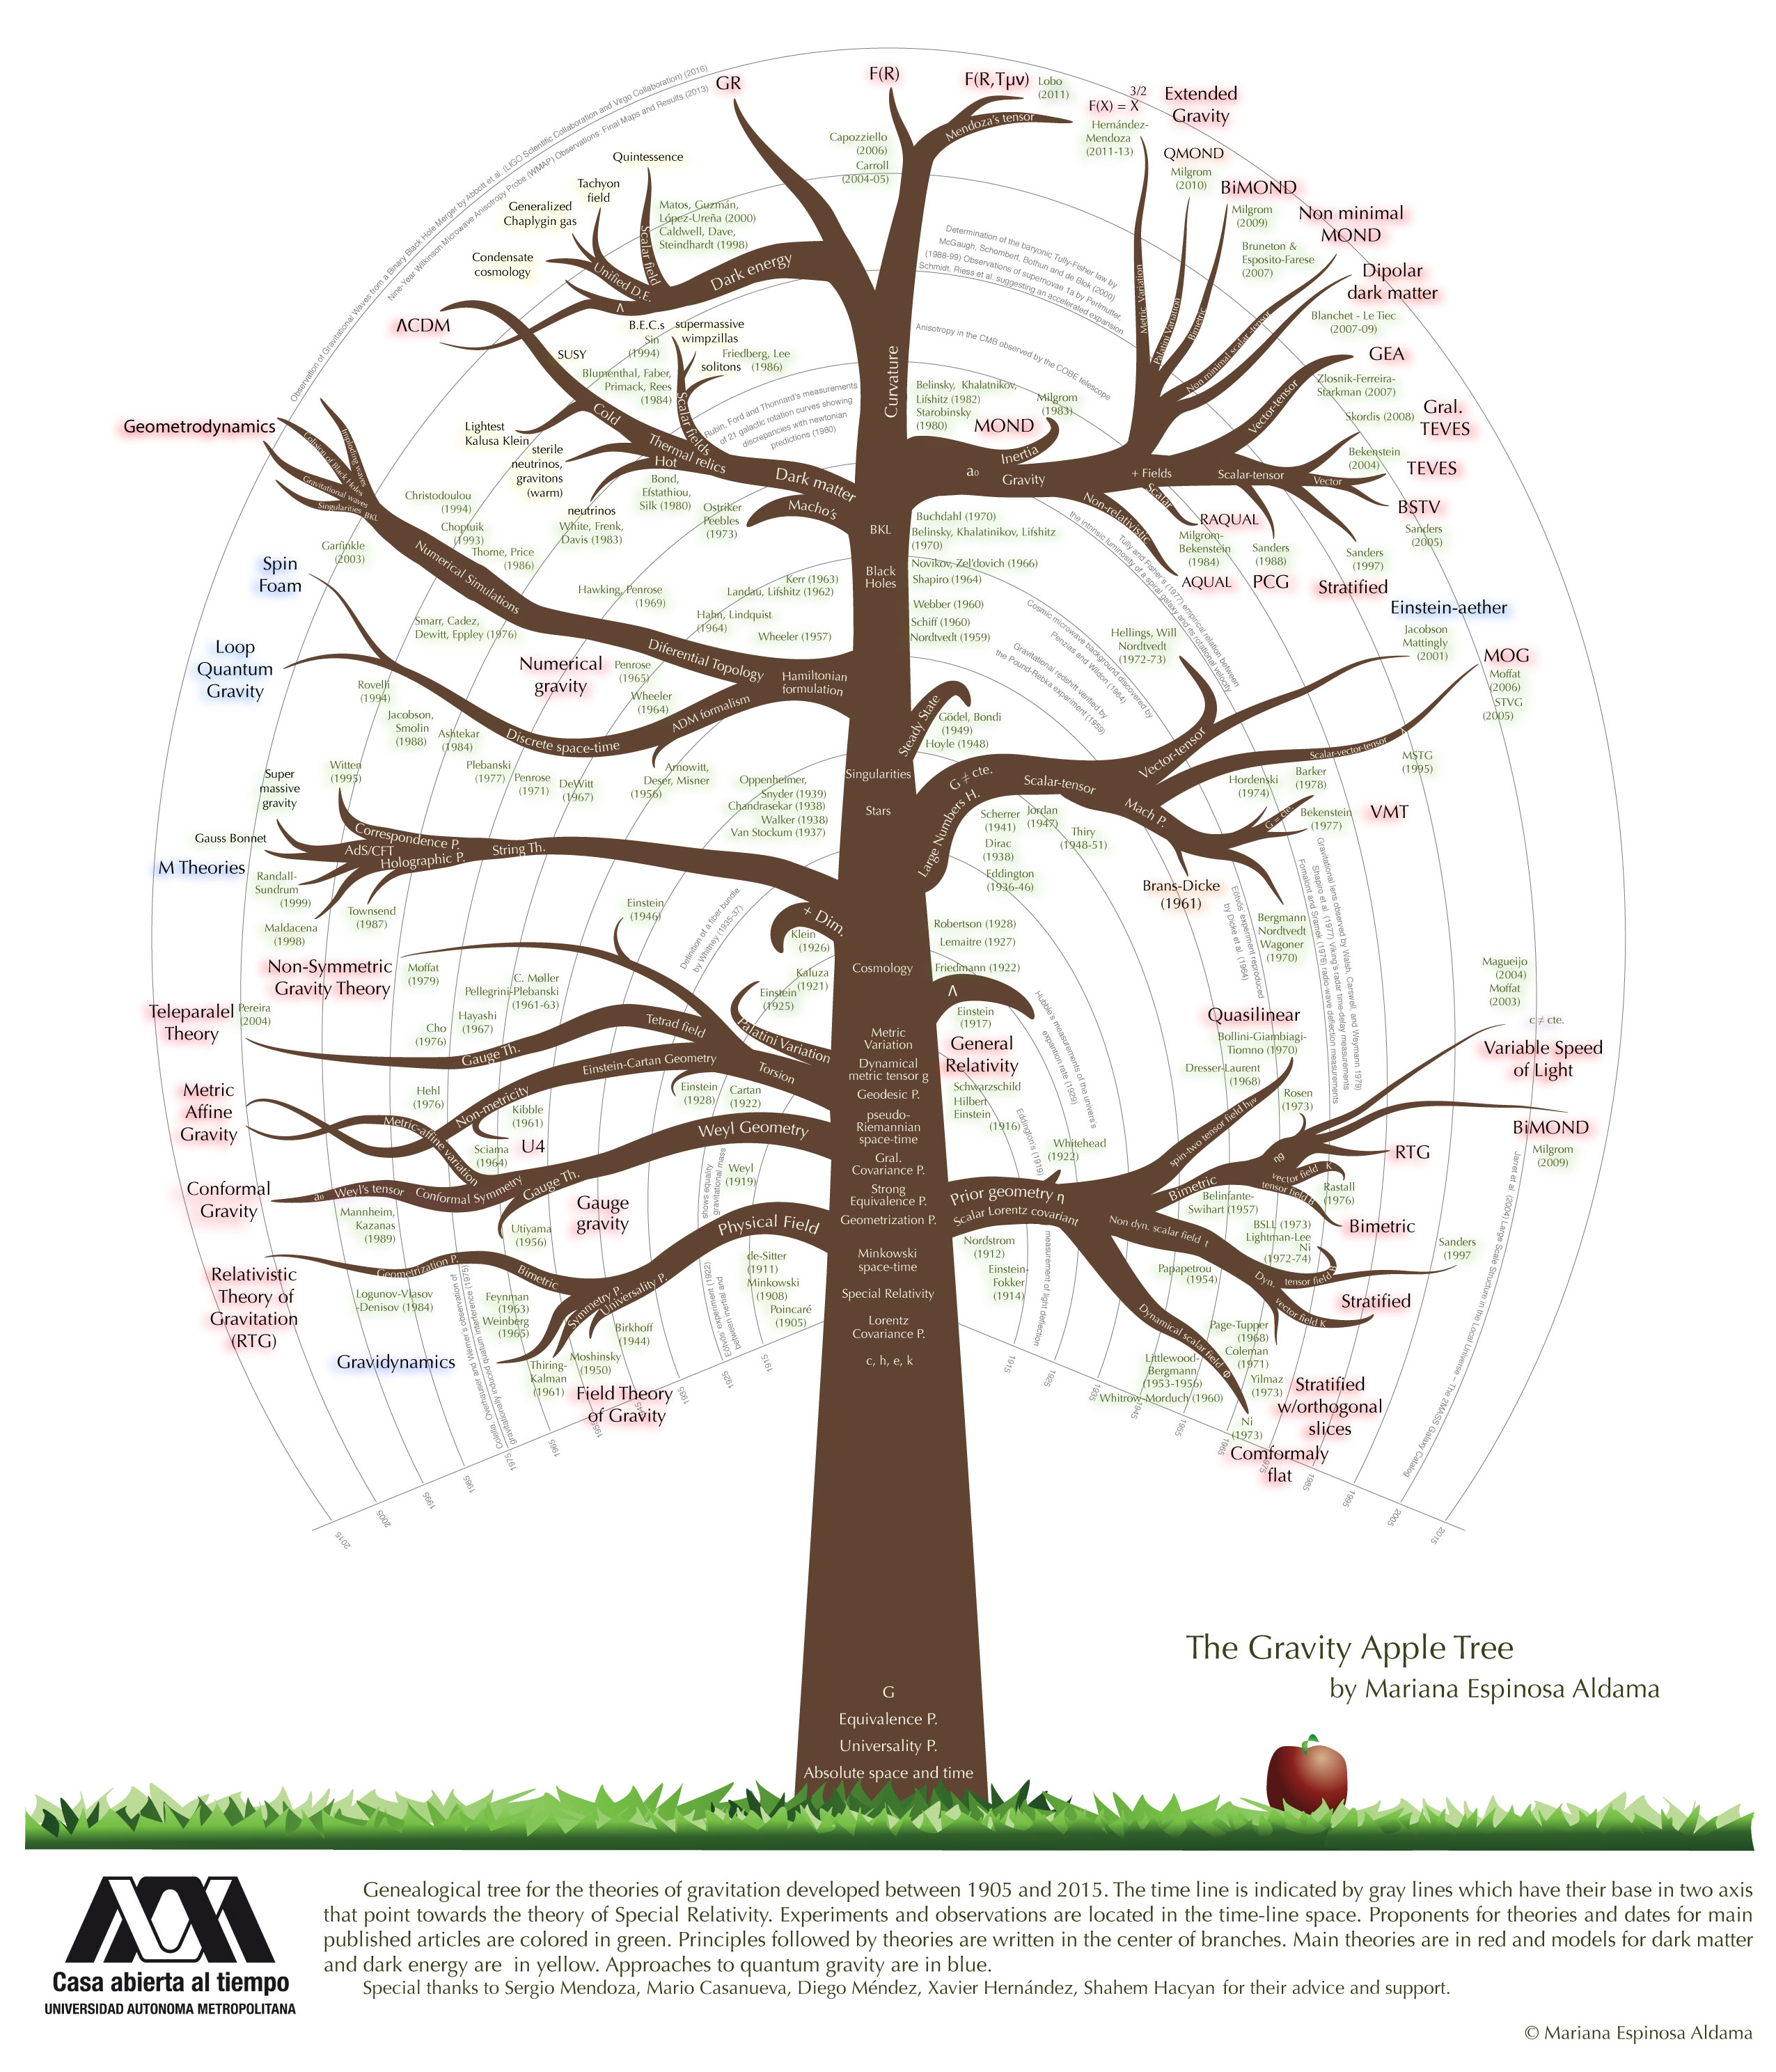 GR
F(R)
F(R,Tμν)
Lobo
(2011)
Mendoza's tensor
F(X) = X
3/2
Hernández-
Mendoza
(2011-13)
Extended
Gravity
QMOND
Milgrom
(2010)
BiMOND
Milgrom
(2009)
Non minimal
MOND
Bruneton &
Esposito-Farese
(2007)
Dipolar
dark matter
Blanchet - Le Tiec
(2007-09)
GEA
Zlosnik-Ferreira-
Starkman (2007)
Skordis (2008)
Gral.
TEVES
Bekenstein
(2004)
TEVES
BSTV
Sanders
(2005)
Sanders
(1997)
Stratified
Sanders
(1988)
PCG
RAQUAL
Milgrom-
Bekenstein
(1984)
AQUAL
Metric Variation
Palatini Variation
Bimetric
Non minimal scalar-tensor
Vector-tensor
Scalar-tensor
Vector
+ Fields
Scalar
Non-relativistic
Gravity
a₀
Inertia
MOND
Milgrom
(1983)
Capozziello
(2006)
Carroll
(2004-05)
Observation of Gravitational Waves from a Binary Black Hole Merger by Abbott et al. (LIGO Scientific Collaboration and Virgo Collaboration) (2016)
Nine-Year Wilkinson Microwave Anisotropy Probe (WMAP) Observations: Final Maps and Results (2013)
Quintessence
Tachyon
field
Generalized
Chaplygin gas
Condensate
cosmology
Matos, Guzmán,
López-Ureña (2000)
Caldwell, Dave,
Steindhardt (1998)
Scalar field
Unified D.E.
Λ
Dark energy
Determination of the baryonic Tully-Fisher law by
McGaugh, Schombert, Bothun and de Blok (2000)
(1988-99) Observations of supernovae 1a by Perlmutter,
Schmidt, Riess et al. suggesting an accelerated expansion
Anisotropy in the CMB observed by the COBE telescope
ΛCDM
SUSY
B.E.C.s
Sin
(1994)
supermassive
wimpzillas
Friedberg, Lee
(1986)
solitons
Blumenthal, Faber,
Primack, Rees
(1984)
Scalar fields
Cold
Thermal relics
Hot
Lightest
Kalusa Klein
sterile
neutrinos,
gravitons
(warm)
neutrinos
White, Frenk,
Davis (1983)
Bond,
Efstathiou,
Silk (1980)
Ostriker
Peebles
(1973)
Dark matter
Macho's
Rubin, Ford and Thonnard's measurements
of 21 galactic rotation curves showing
discrepancies with newtonian
predictions (1980)
Curvature
Belinsky, Khalatnikov,
Lifshitz (1982)
Starobinsky
(1980)
BKL
Buchdahl (1970)
Belinsky, Khalatinikov, Lifshitz
(1970)
Black
Holes
Novikov, Zel'dovich (1966)
Shapiro (1964)
Webber (1960)
Schiff (1960)
Nordtvedt (1959)
Tully and Fisher's (1977) empirical relation between
the intrinsic luminosity of a spiral galaxy and its rotational velocity
Cosmic microwave background discovered by
Penzias and Wildon (1964)
Gravitational redshift verified by
the Pound-Rebka experiment (1959)
Geometrodynamics
Imploding waves
Colision of Black Holes
Gravitational waves
Singularities BKL
Christodoulou
(1994)
Choptuik
(1993)
Garfinkle
(2003)
Thorne, Price
(1986)
Numerical Simulations
Smarr, Cadez,
Dewitt, Eppley (1976)
Hawking, Penrose
(1969)
Kerr (1963)
Landau, Lifshitz (1962)
Hahn, Lindquist
(1964)
Wheeler (1957)
Diferential Topology
Hamiltonian
formulation
ADM formalism
Numerical
gravity
Penrose
(1965)
Wheeler
(1964)
Spin
Foam
Loop
Quantum
Gravity
Rovelli
(1994)
Jacobson,
Smolin
(1988)
Ashtekar
(1984)
Discrete space-time
Plebanski
(1977)
Penrose
(1971)
DeWitt
(1967)
Arnowitt,
Deser, Misner
(1956)
Steady State
Gödel, Bondi
(1949)
Hoyle (1948)
Singularities
Stars
Oppenheimer,
Snyder (1939)
Chandrasekar (1938)
Walker (1938)
Van Stockum (1937)
Hellings, Will
Nordtvedt
(1972-73)
Einstein-aether
Jacobson
Mattingly
(2001)
MOG
Moffat
(2006)
STVG
(2005)
MSTG
(1995)
Scalar-vector-tensor
Λ
Vector-tensor
Scalar-tensor
Mach P.
G ≠ cte.
Large Numbers H.
Scherrer
(1941)
Jordan
(1947)
Thiry
(1948-51)
Dirac
(1938)
Eddington
(1936-46)
Hordenski
(1974)
Barker
(1978)
G = cte.
Bekenstein
(1977)
VMT
Brans-Dicke
(1961)
Bergmann
Nordtvedt
Wagoner
(1970)
Eötvös' experiment reproduced
by Dicke et al. (1964)
Gravitational lens observed by Walsh, Carswell, and Weymann 1979)
Shapiro et al. (1977) Viking's radar time-delay measurements
Fomalont and Sramek (1976) radio-wave deflection measurements
Super
massive
gravity
Gauss Bonnet
M Theories
Randall-
Sundrum
(1999)
Maldacena
(1998)
Townsend
(1987)
Witten
(1995)
Correspondence P.
AdS/CFT
Holographic P.
String Th.
+ Dim.
Klein
(1926)
Kaluza
(1921)
Definition of a fiber bundle
by Whitney (1935-37)
Robertson (1928)
Lemaitre (1927)
Friedmann (1922)
Cosmology
Λ
Einstein
(1917)
General
Relativity
Schwarzschild
Hilbert
Einstein
(1916)
Hubble's measurements of the univers's
expantion rate (1929)
Eddington's (1919)
measurement of light deflection
Einstein
(1946)
Non-Symmetric
Gravity Theory
Moffat
(1979)
C. Møller
Pellegrini-Plebanski
(1961-63)
Hayashi
(1967)
Cho
(1976)
Teleparalel
Theory
Pereira
(2004)
Gauge Th.
Tetrad field
Einstein
(1925)
Palatini Variation
Torsion
Einstein-Cartan Geometry
Einstein
(1928)
Cartan
(1922)
Metric
Variation
Dynamical
metric tensor g
Geodesic P.
pseudo-
Riemannian
space-time
Gral.
Covariance P.
Strong
Equivalence P.
Geometrization P.
Minkowski
space-time
Special Relativity
Lorentz
Covariance P.
c, h, e, k
Metric
Affine
Gravity
Hehl
(1976)
Non-metricity
Metric-affine variation
Kibble
(1961)
Sciama
(1964)
U4
Weyl Geometry
Weyl
(1919)
Conformal
Gravity
a₀
Weyl's tensor
Conformal Symmetry
Gauge Th.
Mannheim,
Kazanas
(1989)
Utiyama
(1956)
Gauge
gravity
Physical Field
Eötvös experiment (1922)
shows equality
between inertial and
gravitational mass
de-Sitter
(1911)
Minkowski
(1908)
Poincaré
(1905)
Relativistic
Theory of
Gravitation
(RTG)
Geometrization P.
Bimetric
Logunov-Vlasov
-Denisov (1984)
Feynman
(1963)
Weinberg
(1965)
Symmetry P.
Universality P.
Birkhoff
(1944)
Moshinsky
(1950)
Thiring-
Kalman
(1961)
Gravidynamics
Field Theory
of Gravity
Colella, Overhauser and Werner's observation of
gravitationally induced quatum interference (1975)
Whitehead
(1922)
Prior geometry η
Scalar Lorentz covariant
Nordstrom
(1912)
Einstein-
Fokker
(1914)
Quasilinear
Bollini-Giambiagi-
Tiomno (1970)
Dresser-Laurent
(1968)
spin-two tensor field hμν
Rosen
(1973)
Magueijo
(2004)
Moffat
(2003)
c ≠ cte.
Variable Speed
of Light
BiMOND
Milgrom
(2009)
RTG
Bimetric
ng
vector field K
tensor field B
Rastall
(1976)
Bimetric
Belinfante-
Swihart (1957)
BSLL (1973)
Lightman-Lee
Ni
(1972-74)
Non dyn. scalar field t
Papapetrou
(1954)
Dyn.
tensor field
vector field K
Sanders
(1997
Stratified
Page-Tupper
(1968)
Coleman
(1971)
Yilmaz
(1973)
Dynamical scalar field Φ
Littlewood-
Bergmann
(1953-1956)
Whitrow-Morduch (1960)
Ni
(1973)
Stratified
w/orthogonal
slices
Comformaly
flat
Jarret et al. (2004) Large Scale Structure in the Local Universe – The 2MASS Galaxy Catalog
2015
2005
1995
1985
1975
1965
1955
1945
1935
1925
1915
1915
1925
1935
1945
1955
1965
1975
1985
1995
2005
2015
G
Equivalence P.
Universality P.
Absolute space and time
The Gravity Apple Tree
by Mariana Espinosa Aldama
Casa abierta al tiempo
UNIVERSIDAD AUTONOMA METROPOLITANA
Genealogical tree for the theories of gravitation developed between 1905 and 2015. The time line is indicated by gray lines which have their base in two axis
that point towards the theory of Special Relativity. Experiments and observations are located in the time-line space. Proponents for theories and dates for main
published articles are colored in green. Principles followed by theories are written in the center of branches. Main theories are in red and models for dark matter
and dark energy are in yellow. Approaches to quantum gravity are in blue.
Special thanks to Sergio Mendoza, Mario Casanueva, Diego Méndez, Xavier Hernández, Shahem Hacyan for their advice and support.
© Mariana Espinosa Aldama